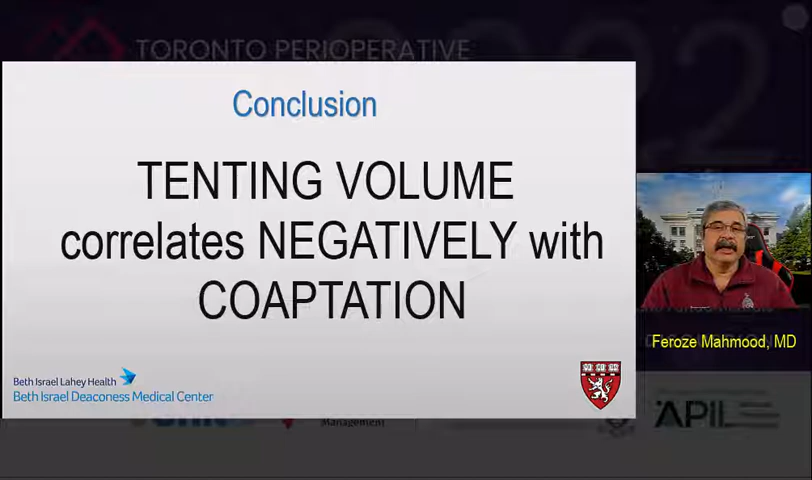 TORONTO PERIOPERATIVE
Conclusion
TENTING VOLUME
correlates NEGATIVELY with
COAPTATION
Feroze Mahmood, MD
Beth Israel Lahey Health
Beth Israel Deaconess Medical Center
Management
APIL